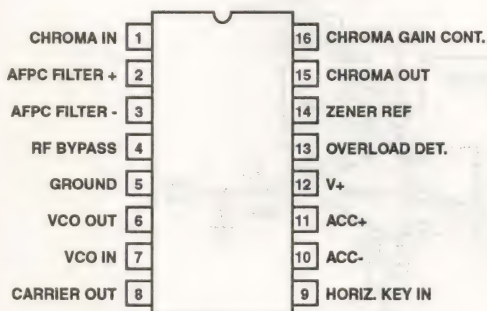 CHROMA IN 1
AFPC FILTER + 2
AFPC FILTER - 3
RF BYPASS 4
GROUND 5
VCO OUT 6
VCO IN 7
CARRIER OUT 8
16 CHROMA GAIN CONT.
15 CHROMA OUT
14 ZENER REF
13 OVERLOAD DET.
12 V+
11 ACC+
10 ACC-
9 HORIZ. KEY IN